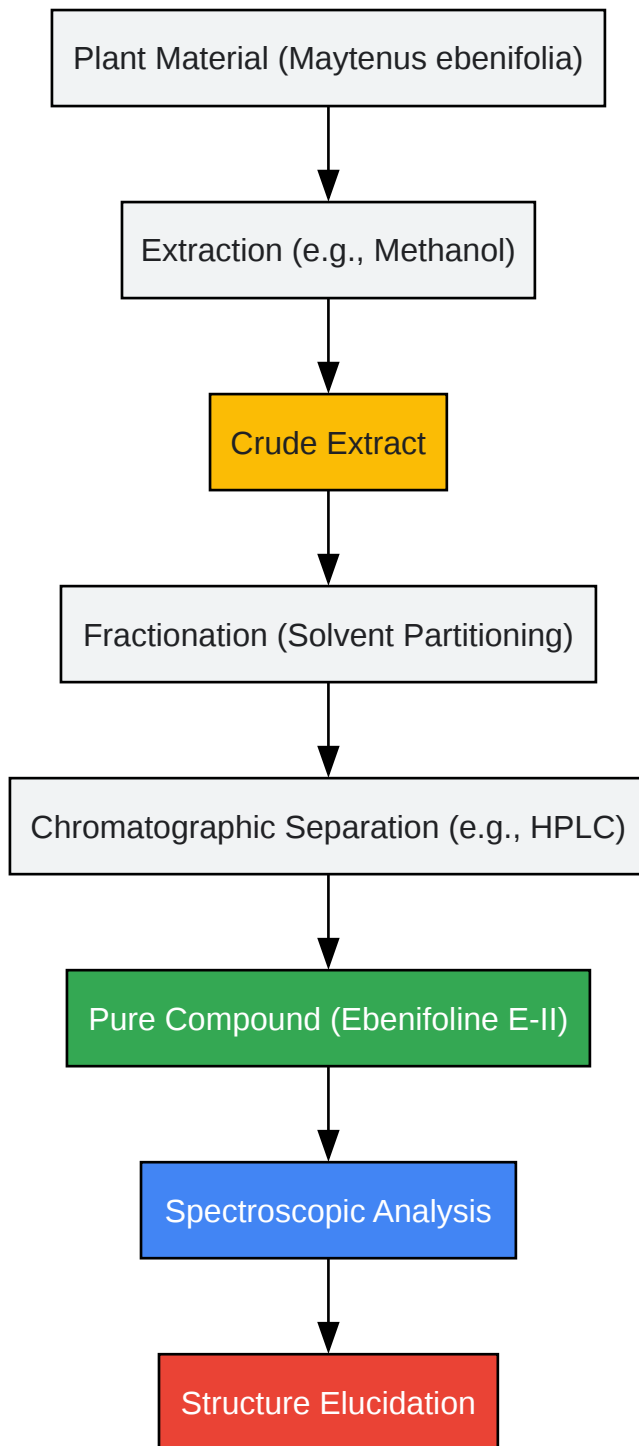 Plant Material (Maytenus ebenifolia)
Extraction (e.g., Methanol)
Crude Extract
Fractionation (Solvent Partitioning)
Chromatographic Separation (e.g., HPLC)
Pure Compound (Ebenifoline E-II)
Spectroscopic Analysis
Structure Elucidation